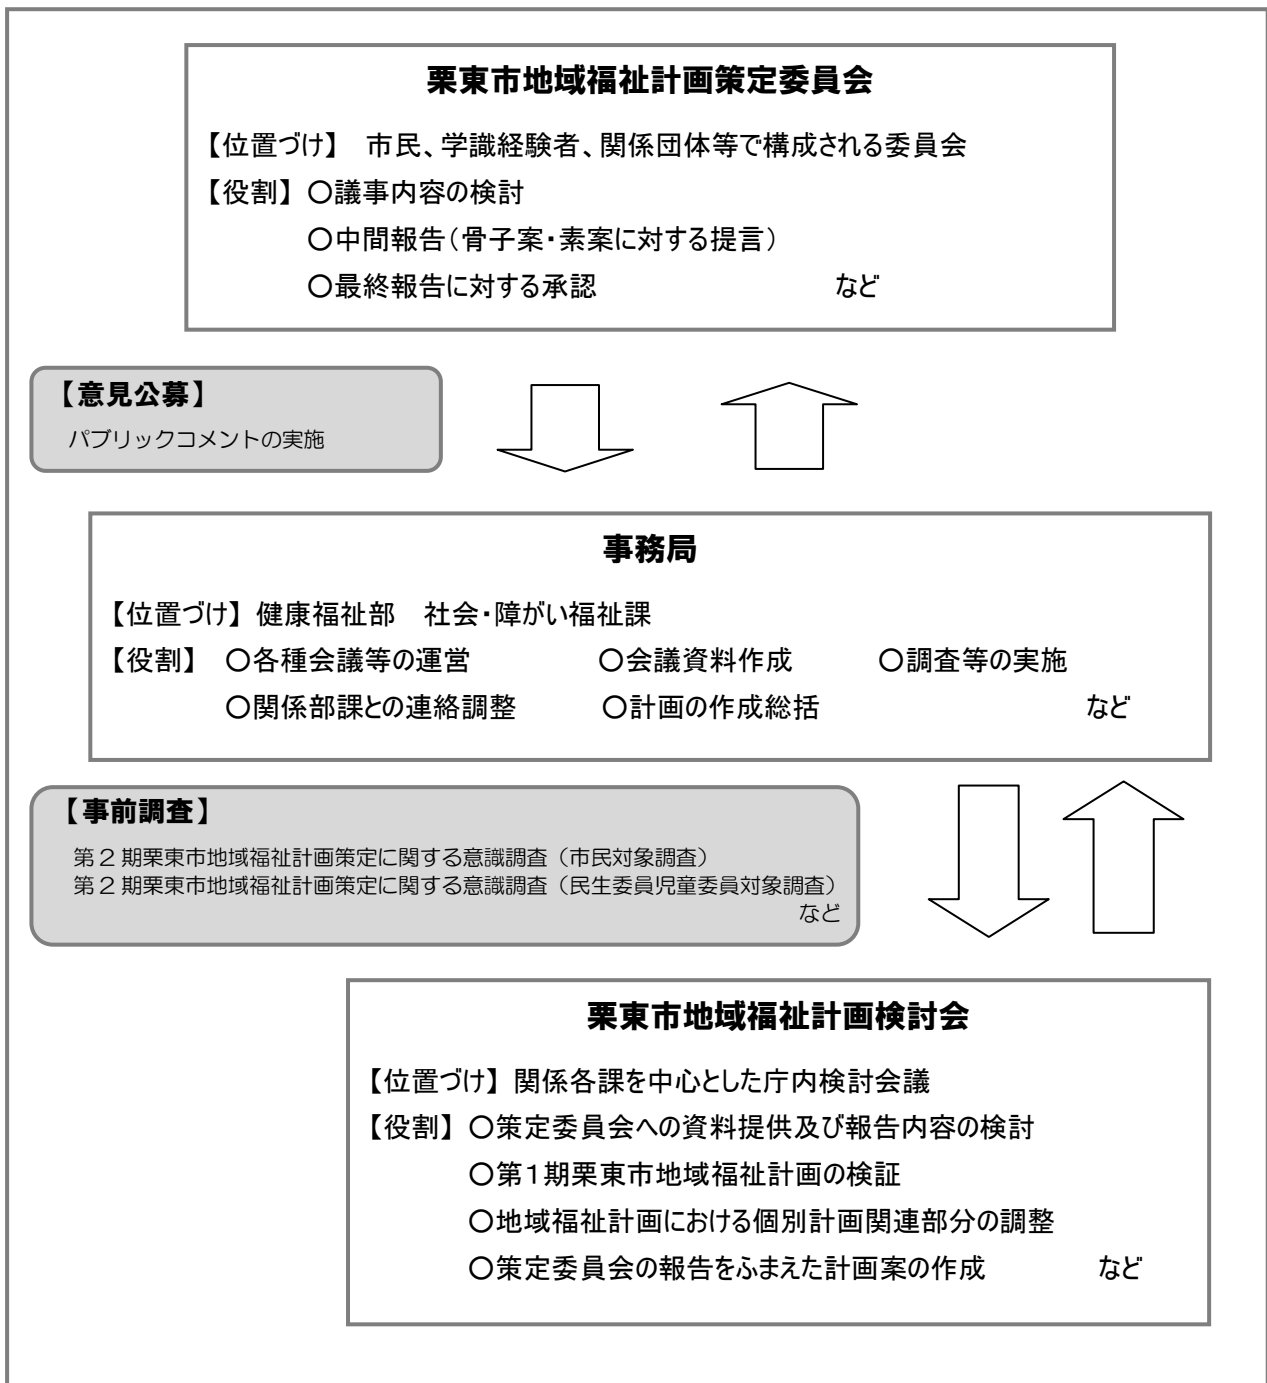 栗東市地域福祉計画策定委員会
【位置づけ】　市民、学識経験者、関係団体等で構成される委員会
【役割】 〇議事内容の検討
〇中間報告（骨子案・素案に対する提言）
〇最終報告に対する承認　　　　　　　　など
【意見公募】
パブリックコメントの実施
事務局
【位置づけ】 健康福祉部　社会・障がい福祉課
【役割】　〇各種会議等の運営　　　　〇会議資料作成　　　〇調査等の実施
〇関係部課との連絡調整　　　〇計画の作成総括　　　　　　　　　　など
【事前調査】
第２期栗東市地域福祉計画策定に関する意識調査（市民対象調査）
第２期栗東市地域福祉計画策定に関する意識調査（民生委員児童委員対象調査）
など
栗東市地域福祉計画検討会
【位置づけ】 関係各課を中心とした庁内検討会議
【役割】 〇策定委員会への資料提供及び報告内容の検討
〇第１期栗東市地域福祉計画の検証
〇地域福祉計画における個別計画関連部分の調整
〇策定委員会の報告をふまえた計画案の作成　　　　など